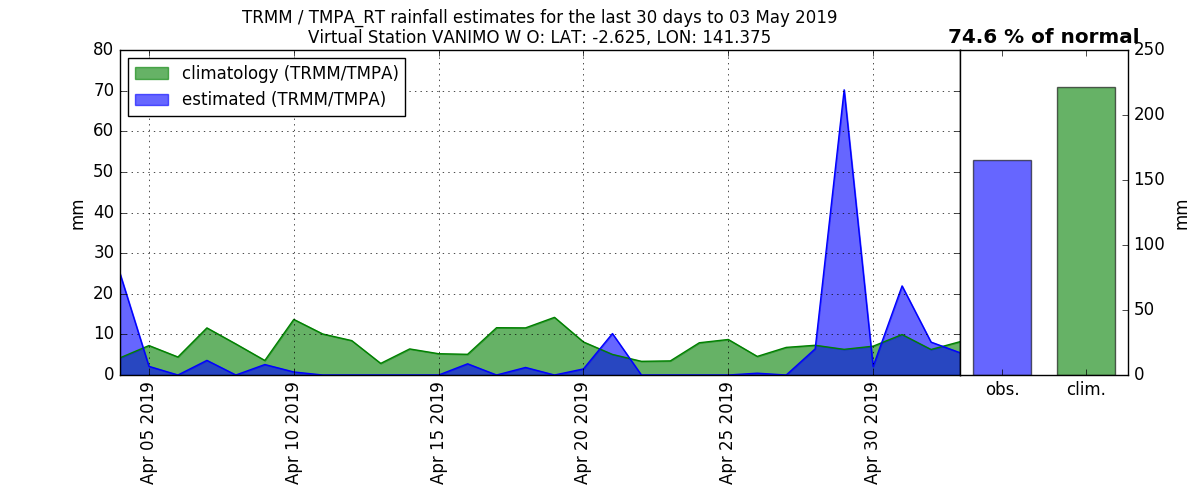 TRMM / TMPA_RT rainfall estimates for the last 30 days to 03 May 2019
Virtual Station VANIMO W O: LAT: -2.625, LON: 141.375
74.6 % of normal
climatology (TRMM/TMPA)
estimated (TRMM/TMPA)
mm
80
70
60
50
40
30
20
10
0
Apr 05 2019
Apr 10 2019
Apr 15 2019
Apr 20 2019
Apr 25 2019
Apr 30 2019
obs.
clim.
250
200
150
100
50
0
mm